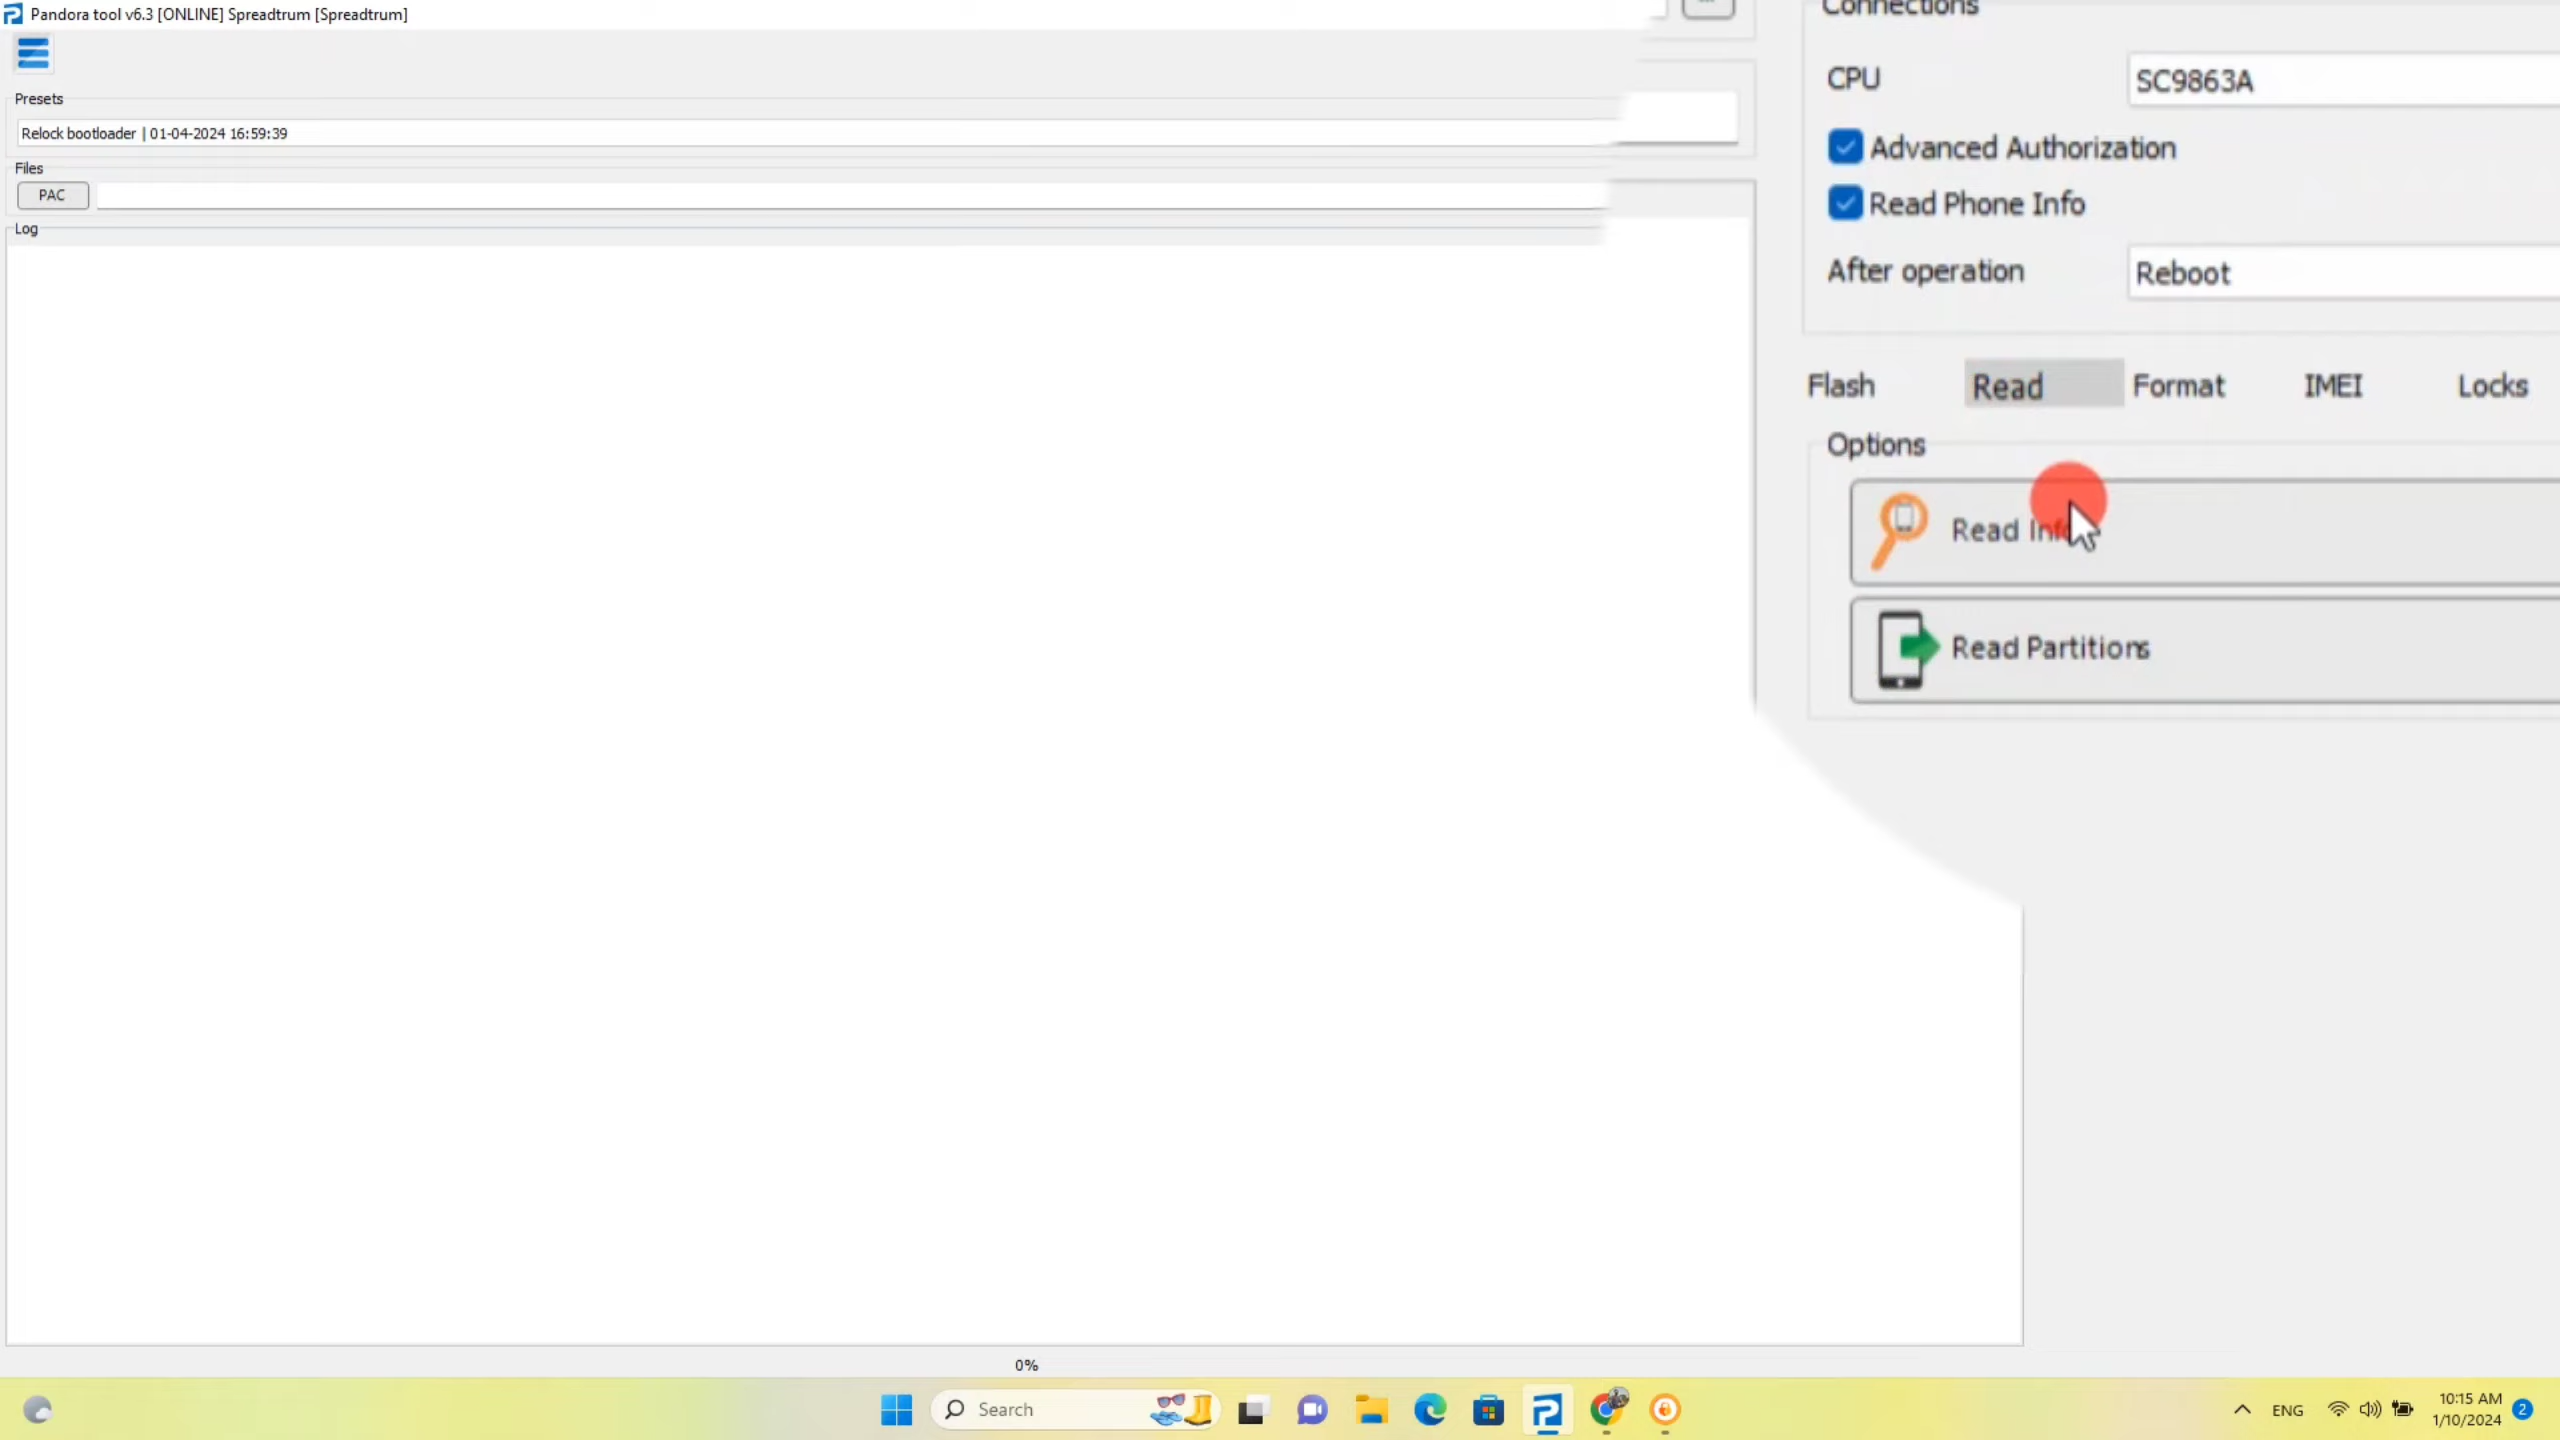 Pandora tool v6.3 [ONLINE] Spreadtrum [Spreadtrum]
Presets
Relock bootloader | 01-04-2024 16:59:39
Files
PAC
Log
Connections
CPU
SC9863A
Advanced Authorization
Read Phone Info
After operation
Reboot
Flash
Read
Format
IMEI
Locks
Options
Read Info
Read Partitions
0%
Search
ENG
10:15 AM
1/10/2024
2